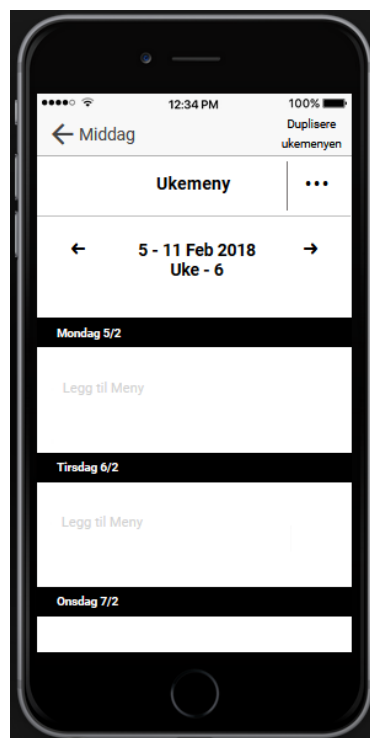 12:34 PM
100%
← Middag
Duplisere
ukemenyen
Ukemeny
•••
← 5 - 11 Feb 2018 →
Uke - 6
Mondag 5/2
Legg til Meny
Tirsdag 6/2
Legg til Meny
Onsdag 7/2